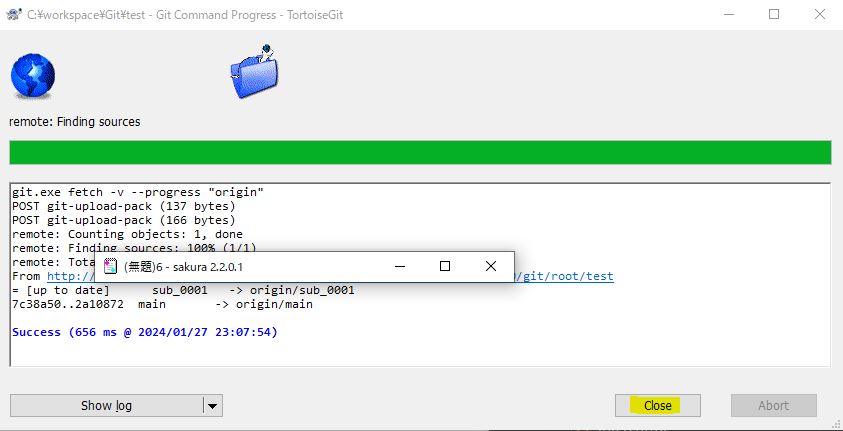 C:¥workspace¥Git¥test - Git Command Progress - TortoiseGit
remote: Finding sources
git.exe fetch -v --progress "origin"
POST git-upload-pack (137 bytes)
POST git-upload-pack (166 bytes)
remote: Counting objects: 1, done
remote: Finding sources: 100% (1/1)
remote:
(無題)6 - sakura 2.2.0.1
From http:/ /git/root/test
= [up to date] sub_0001 -> origin/sub_0001
7c38a50..2a10872 main -> origin/main
Success (656 ms @ 2024/01/27 23:07:54)
Show log
Close
Abort